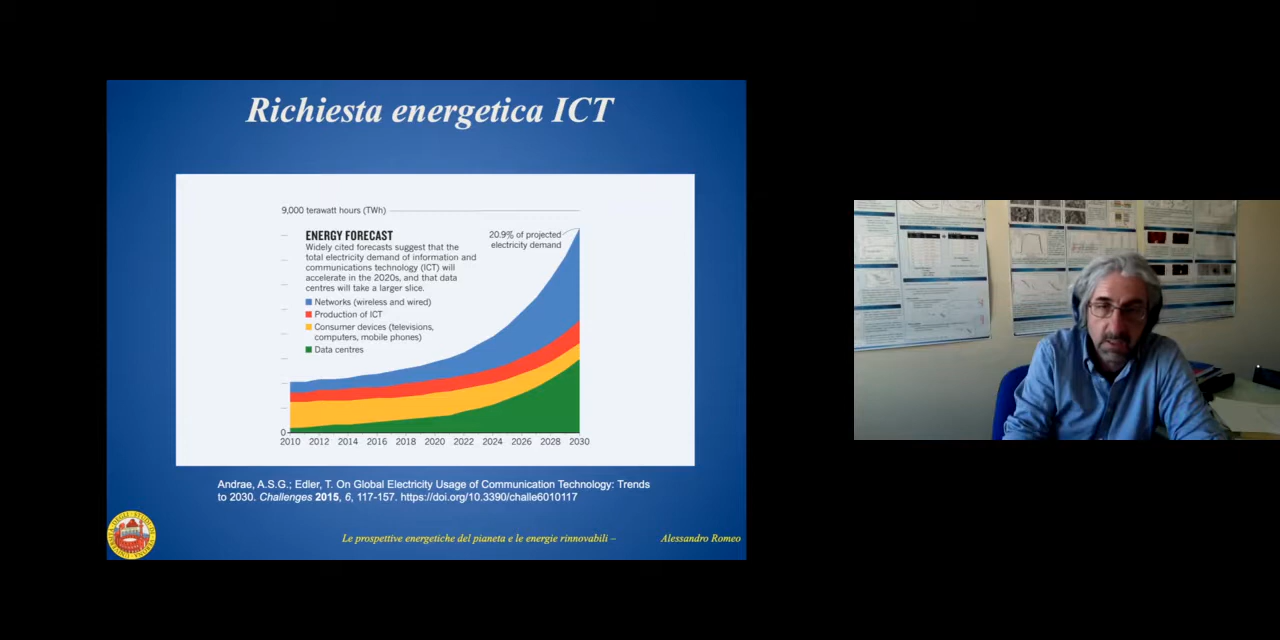 Richiesta energetica ICT
9,000 terawatt hours (TWh)
ENERGY FORECAST
Widely cited forecasts suggest that the
total electricity demand of information and
communications technology (ICT) will
accelerate in the 2020s, and that data
centres will take a larger slice.
20.9% of projected
electricity demand
Networks (wireless and wired)
Production of ICT
Consumer devices (televisions,
computers, mobile phones)
Data centres
0
2010 2012 2014 2016 2018 2020 2022 2024 2026 2028 2030
Andrae, A.S.G.; Edler, T. On Global Electricity Usage of Communication Technology: Trends
to 2030. Challenges 2015, 6, 117-157. https://doi.org/10.3390/challe6010117
Le prospettive energetiche del pianeta e le energie rinnovabili – Alessandro Romeo